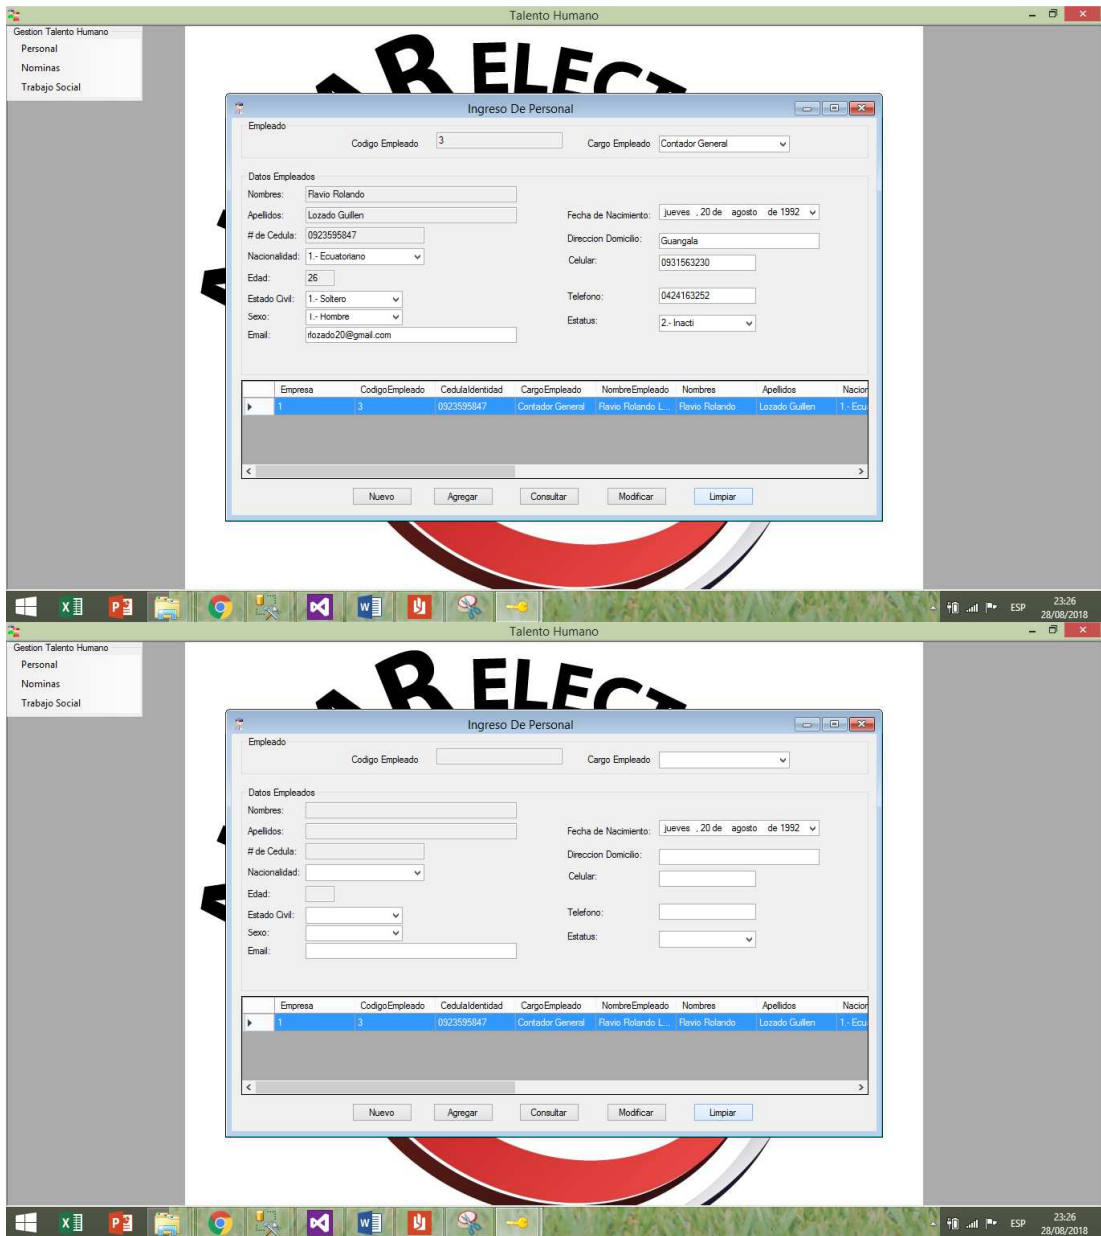 Talento Humano
Gestion Talento Humano
Personal
Nominas
Trabajo Social
AR ELECT
Ingreso De Personal
Empleado
Codigo Empleado 3 Cargo Empleado Contador General
Datos Empleados
Nombres: Flavio Rolando
Apellidos: Lozado Guillen Fecha de Nacimiento: jueves , 20 de agosto de 1992
# de Cedula: 0923595847 Direccion Domicilio: Guangala
Nacionalidad: 1.- Ecuatoriano Celular: 0931563230
Edad: 26
Estado Civil: 1.- Soltero Telefono: 0424163252
Sexo: 1.- Hombre Estatus: 2.- Inacti
Email: rlozado20@gmail.com
Empresa CodigoEmpleado CedulaIdentidad CargoEmpleado NombreEmpleado Nombres Apellidos Nacior
1 3 0923595847 Contador General Flavio Rolando L... Flavio Rolando Lozado Guillen 1.- Ecu
Nuevo Agregar Consultar Modificar Limpiar
ESP 23:26
28/08/2018
Talento Humano
Gestion Talento Humano
Personal
Nominas
Trabajo Social
AR ELECT
Ingreso De Personal
Empleado
Codigo Empleado Cargo Empleado
Datos Empleados
Nombres:
Apellidos: Fecha de Nacimiento: jueves , 20 de agosto de 1992
# de Cedula: Direccion Domicilio:
Nacionalidad: Celular:
Edad:
Estado Civil: Telefono:
Sexo: Estatus:
Email:
Empresa CodigoEmpleado CedulaIdentidad CargoEmpleado NombreEmpleado Nombres Apellidos Nacior
1 3 0923595847 Contador General Flavio Rolando L... Flavio Rolando Lozado Guillen 1.- Ecu
Nuevo Agregar Consultar Modificar Limpiar
ESP 23:26
28/08/2018